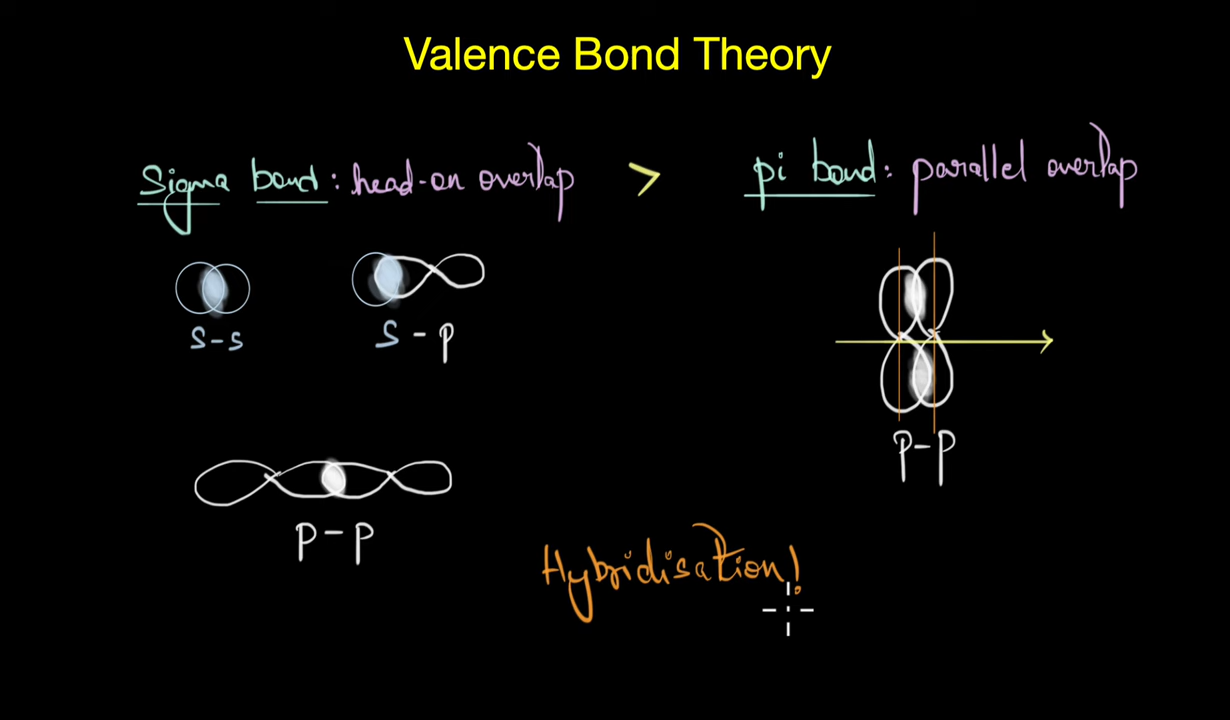 Valence Bond Theory
Sigma bond: head-on overlap > pi bond: parallel overlap
s-s
s-p
p-p
p-p
Hybridisation!